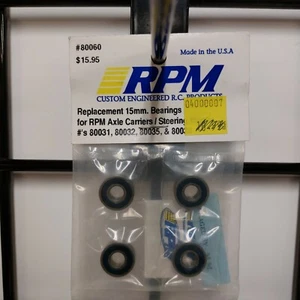 #80060
$15.95
Made in the U.S.A
RPM
CUSTOM ENGINEERED R.C. PRODUCTS
04000007
Replacement 15mm. Bearings
for RPM Axle Carriers / Steering
#'s 80031, 80032, 80035, &